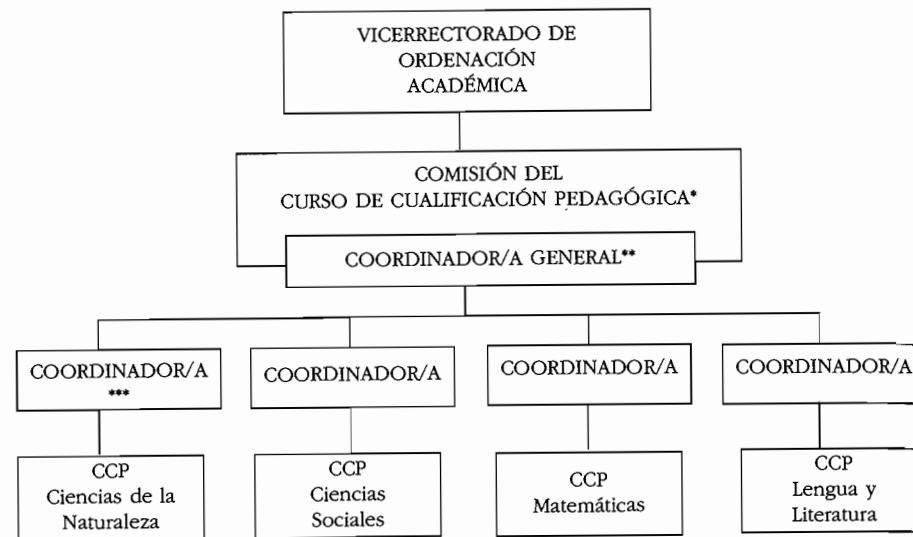 VICERRECTORADO DE
ORDENACIÓN
ACADÉMICA
COMISIÓN DEL
CURSO DE CUALIFICACIÓN PEDAGÓGICA*
COORDINADOR/A GENERAL**
COORDINADOR/A
***
COORDINADOR/A
COORDINADOR/A
COORDINADOR/A
CCP
Ciencias de la
Naturaleza
CCP
Ciencias
Sociales
CCP
Matemáticas
CCP
Lengua y
Literatura